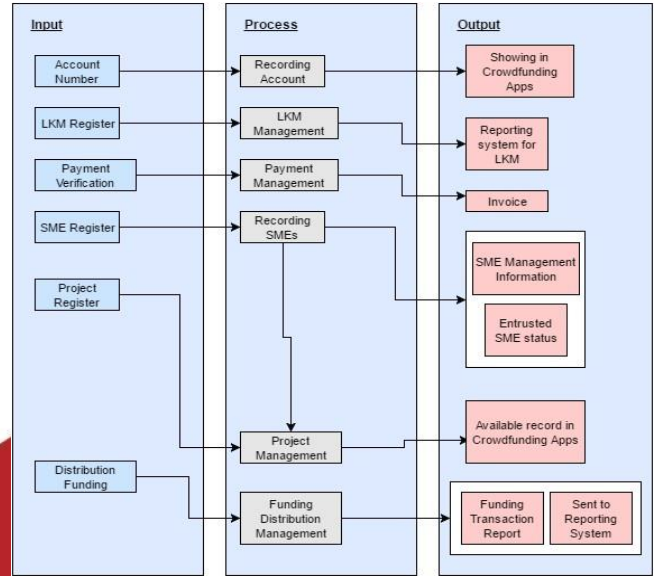 Input
Account
Number
LKM Register
Payment
Verification
SME Register
Project
Register
Distribution
Funding
Process
Recording
Account
LKM
Management
Payment
Management
Recording
SMEs
Project
Management
Funding
Distribution
Management
Output
Showing in
Crowdfunding
Apps
Reporting
system for
LKM
Invoice
SME Management
Information
Entrusted
SME status
Available record in
Crowdfunding Apps
Funding
Transaction
Report
Sent to
Reporting
System